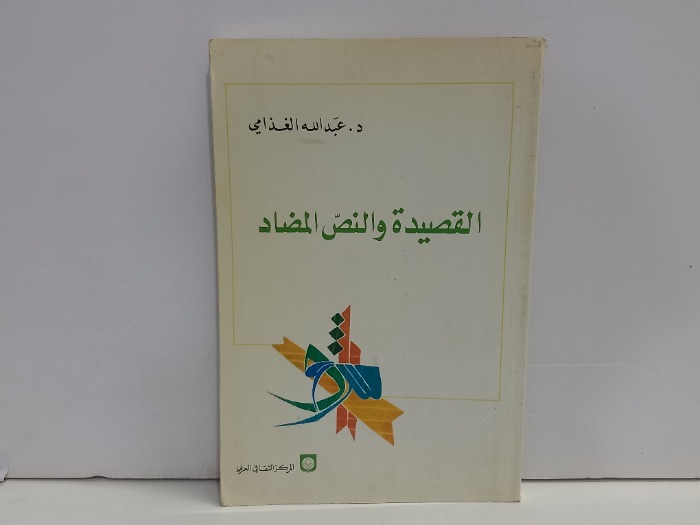 د. عبدالله الغذامي
القصيدة والنصّ المضاد
المركز الثقافي العربي